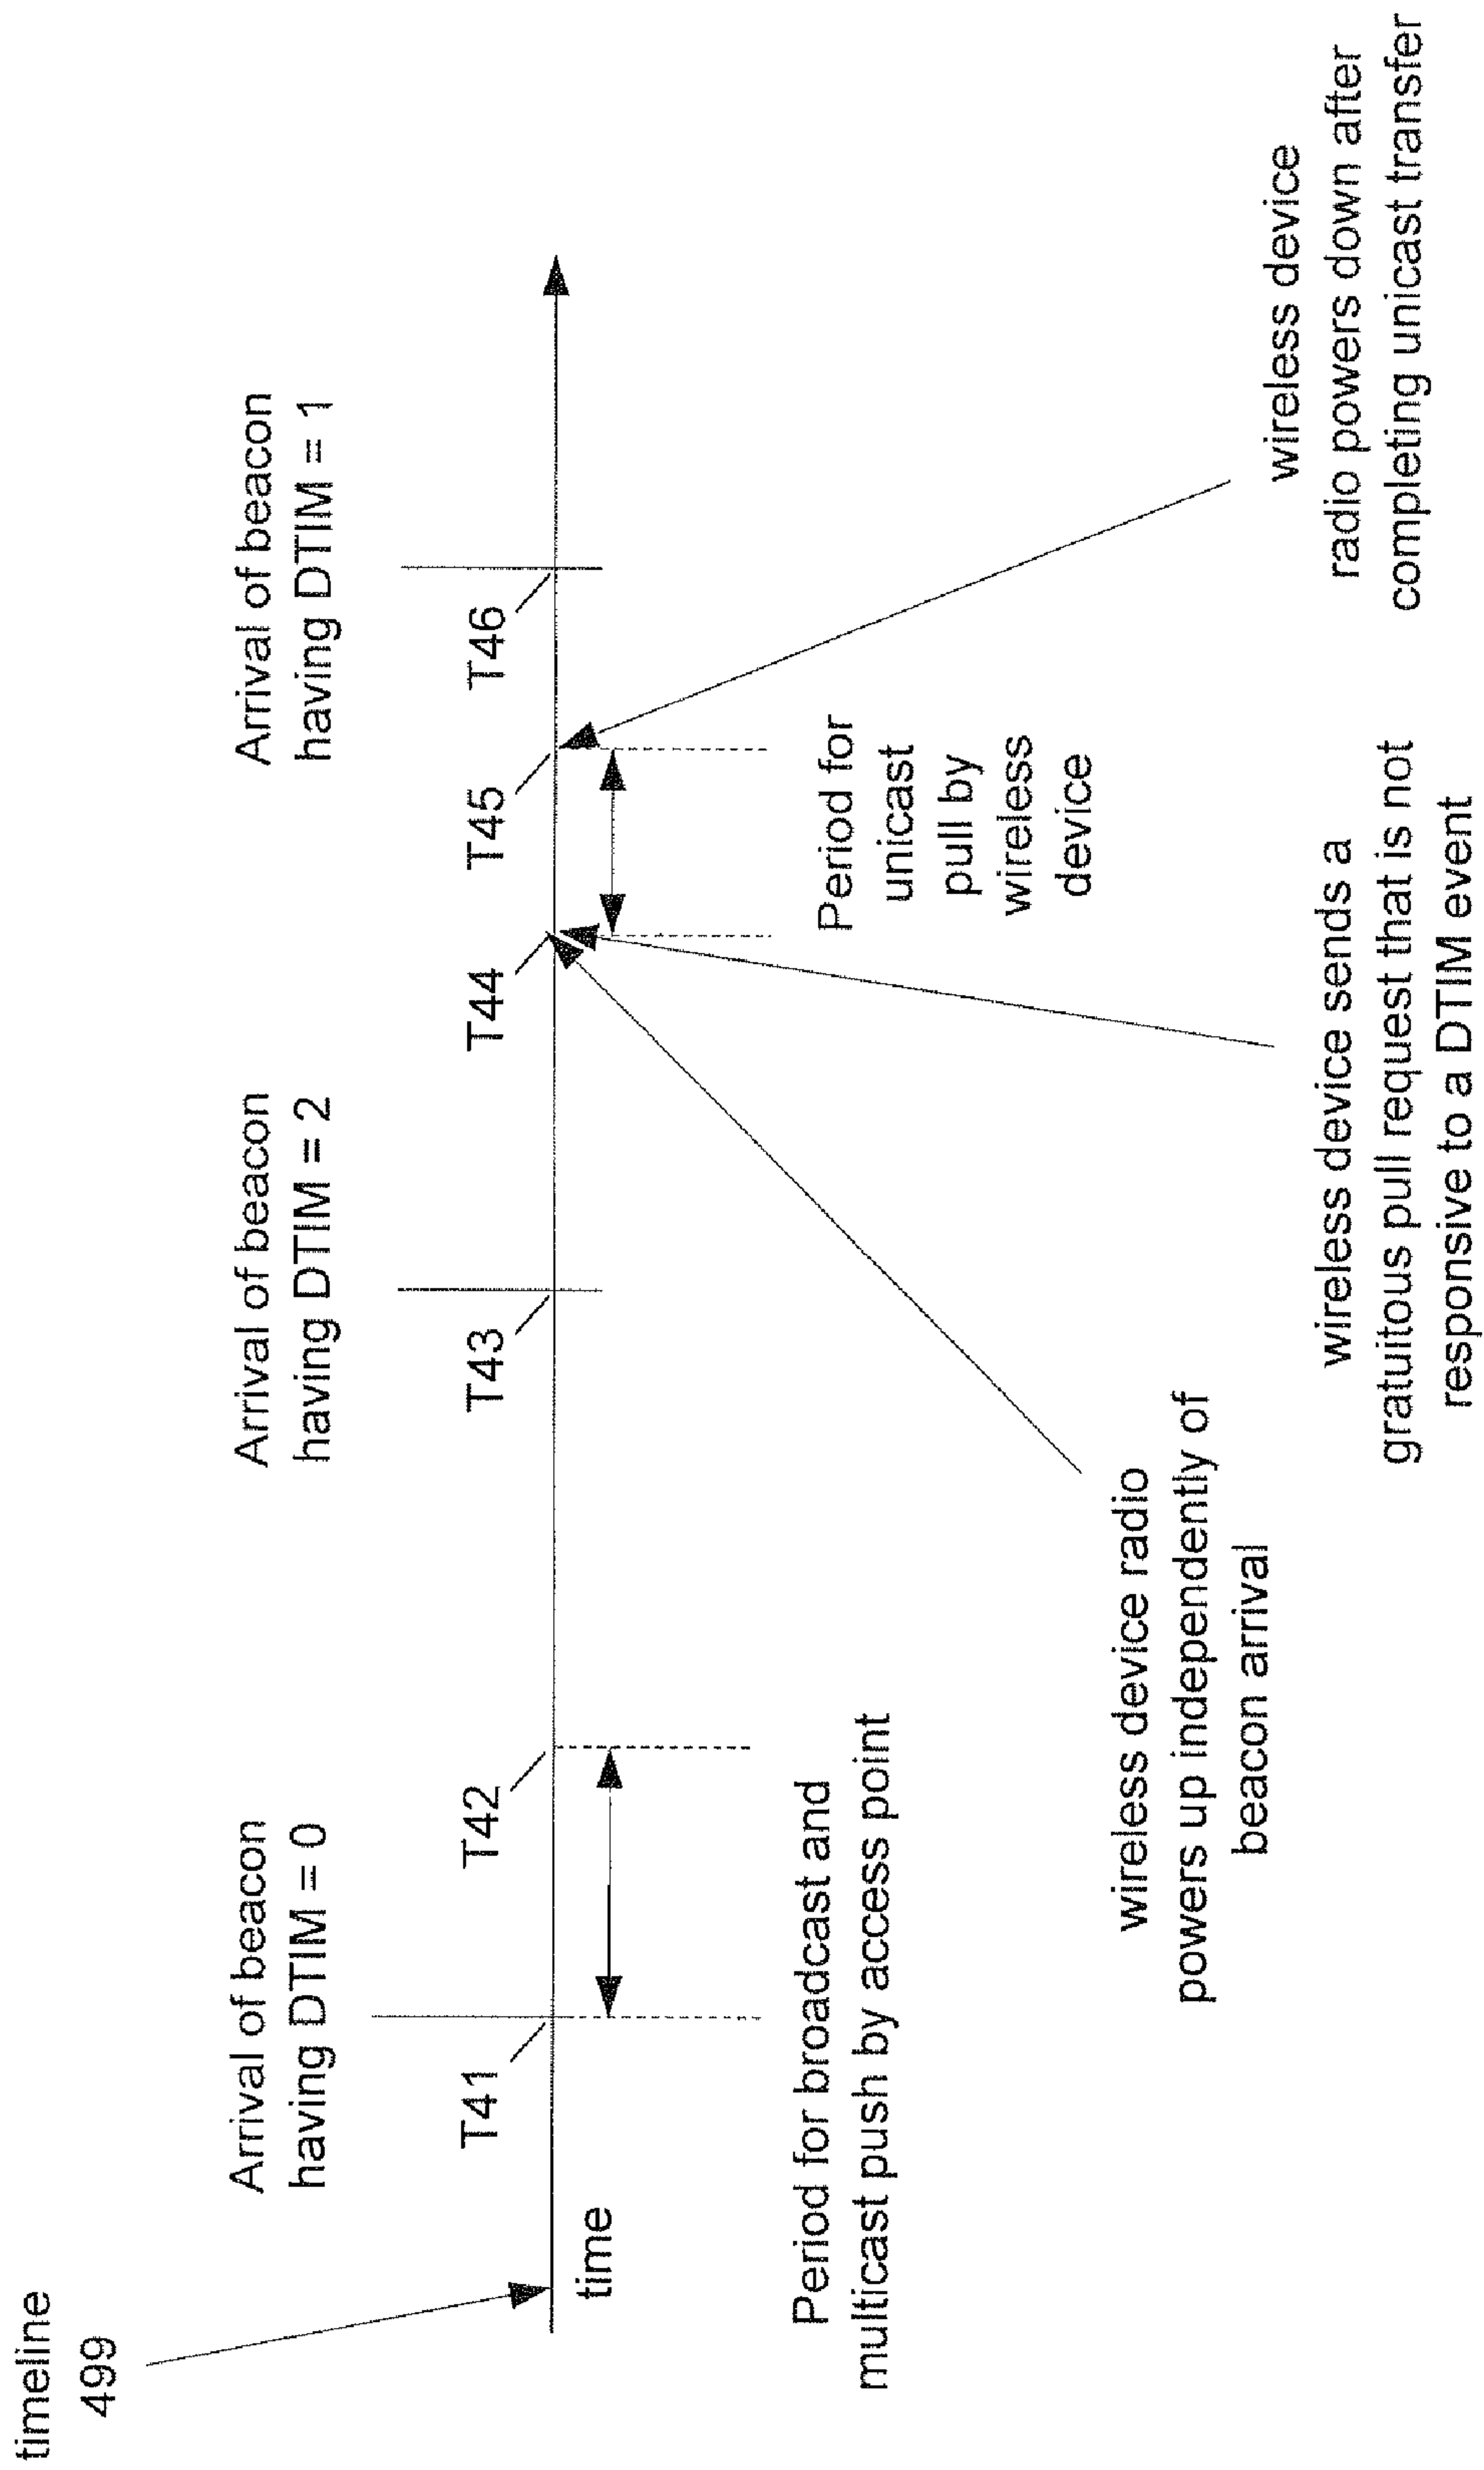 timeline
499
Arrival of beacon
having DTIM = 0
Arrival of beacon
having DTIM = 2
Arrival of beacon
having DTIM = 1
T41
T42
T43
T44
T45
T46
time
Period for broadcast and
multicast push by access point
Period for
unicast
pull by
wireless
device
wireless device radio
powers up independently of
beacon arrival
wireless device sends a
gratuitous pull request that is not
responsive to a DTIM event
wireless device
radio powers down after
completing unicast transfer